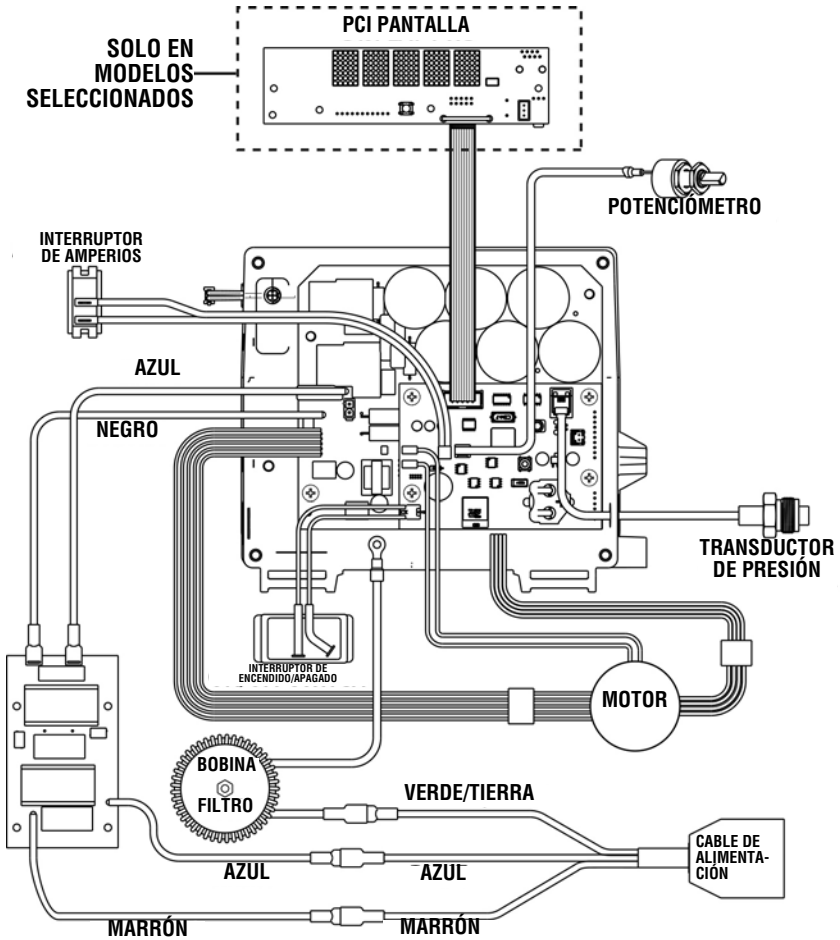 PCI PANTALLA
SOLO EN
MODELOS
SELECCIONADOS
POTENCIÓMETRO
INTERRUPTOR
DE AMPERIOS
AZUL
NEGRO
TRANSDUCTOR
DE PRESIÓN
INTERRUPTOR DE
ENCENDIDO/APAGADO
MOTOR
BOBINA
FILTRO
VERDE/TIERRA
CABLE DE
ALIMENTA-
CIÓN
AZUL
AZUL
MARRÓN
MARRÓN